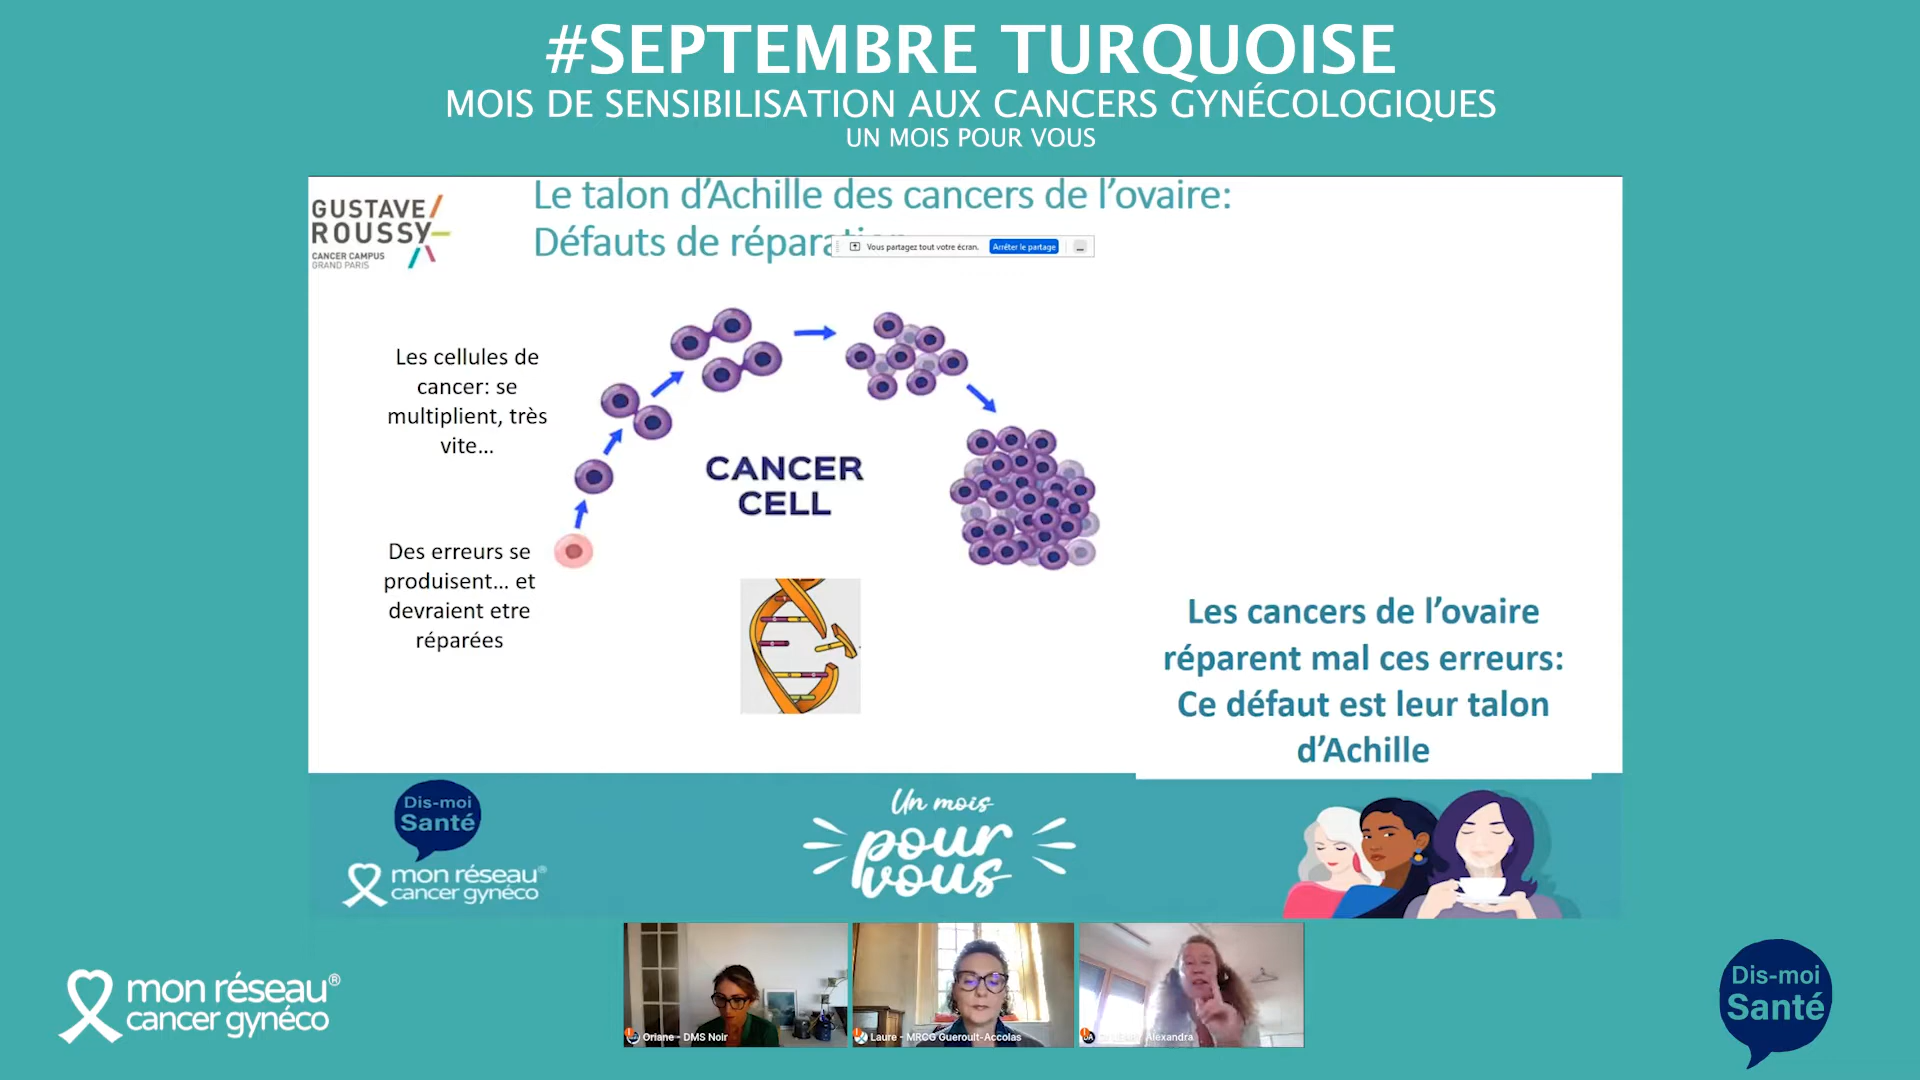 #SEPTEMBRE TURQUOISE
MOIS DE SENSIBILISATION AUX CANCERS GYNÉCOLOGIQUES
UN MOIS POUR VOUS
GUSTAVE
ROUSSY
CANCER CAMPUS
GRAND PARIS
Le talon d’Achille des cancers de l’ovaire:
Défauts de
Vous partagez tout votre écran.
Arrêter le partage
Les cellules de
cancer: se
multiplient, très
vite...
CANCER
CELL
Des erreurs se
produisent... et
devraient etre
réparées
Les cancers de l’ovaire
réparent mal ces erreurs:
Ce défaut est leur talon
d’Achille
Dis-moi
Santé
mon réseau®
cancer gynéco
Un mois
pour
vous
Oriane - DMS Noir
Laure - MRCG Gueroult-Accolas
Alexandra
mon réseau®
cancer gynéco
Dis-moi
Santé